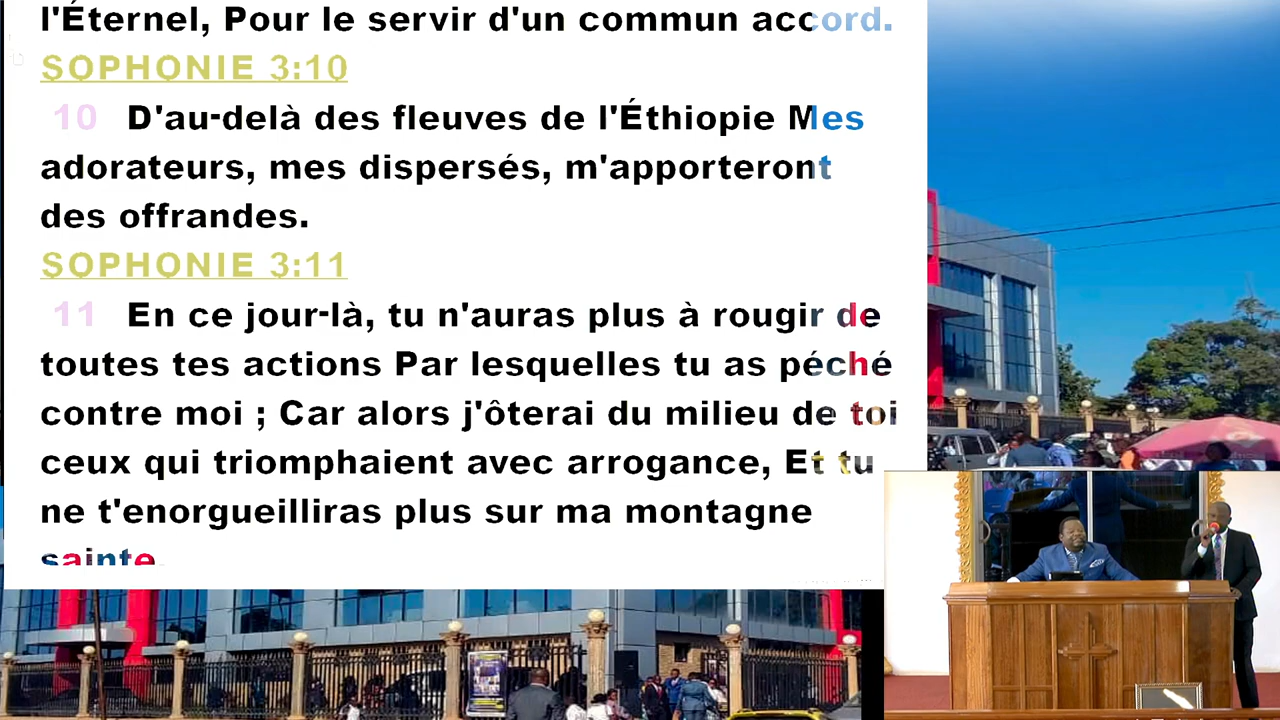 l'Éternel, Pour le servir d'un commun accord.
SOPHONIE 3:10
10 D'au-delà des fleuves de l'Éthiopie Mes
adorateurs, mes dispersés, m'apporteront
des offrandes.
SOPHONIE 3:11
11 En ce jour-là, tu n'auras plus à rougir de
toutes tes actions Par lesquelles tu as péché
contre moi ; Car alors j'ôterai du milieu de toi
ceux qui triomphaient avec arrogance, Et tu
ne t'enorgueilliras plus sur ma montagne
sainte.